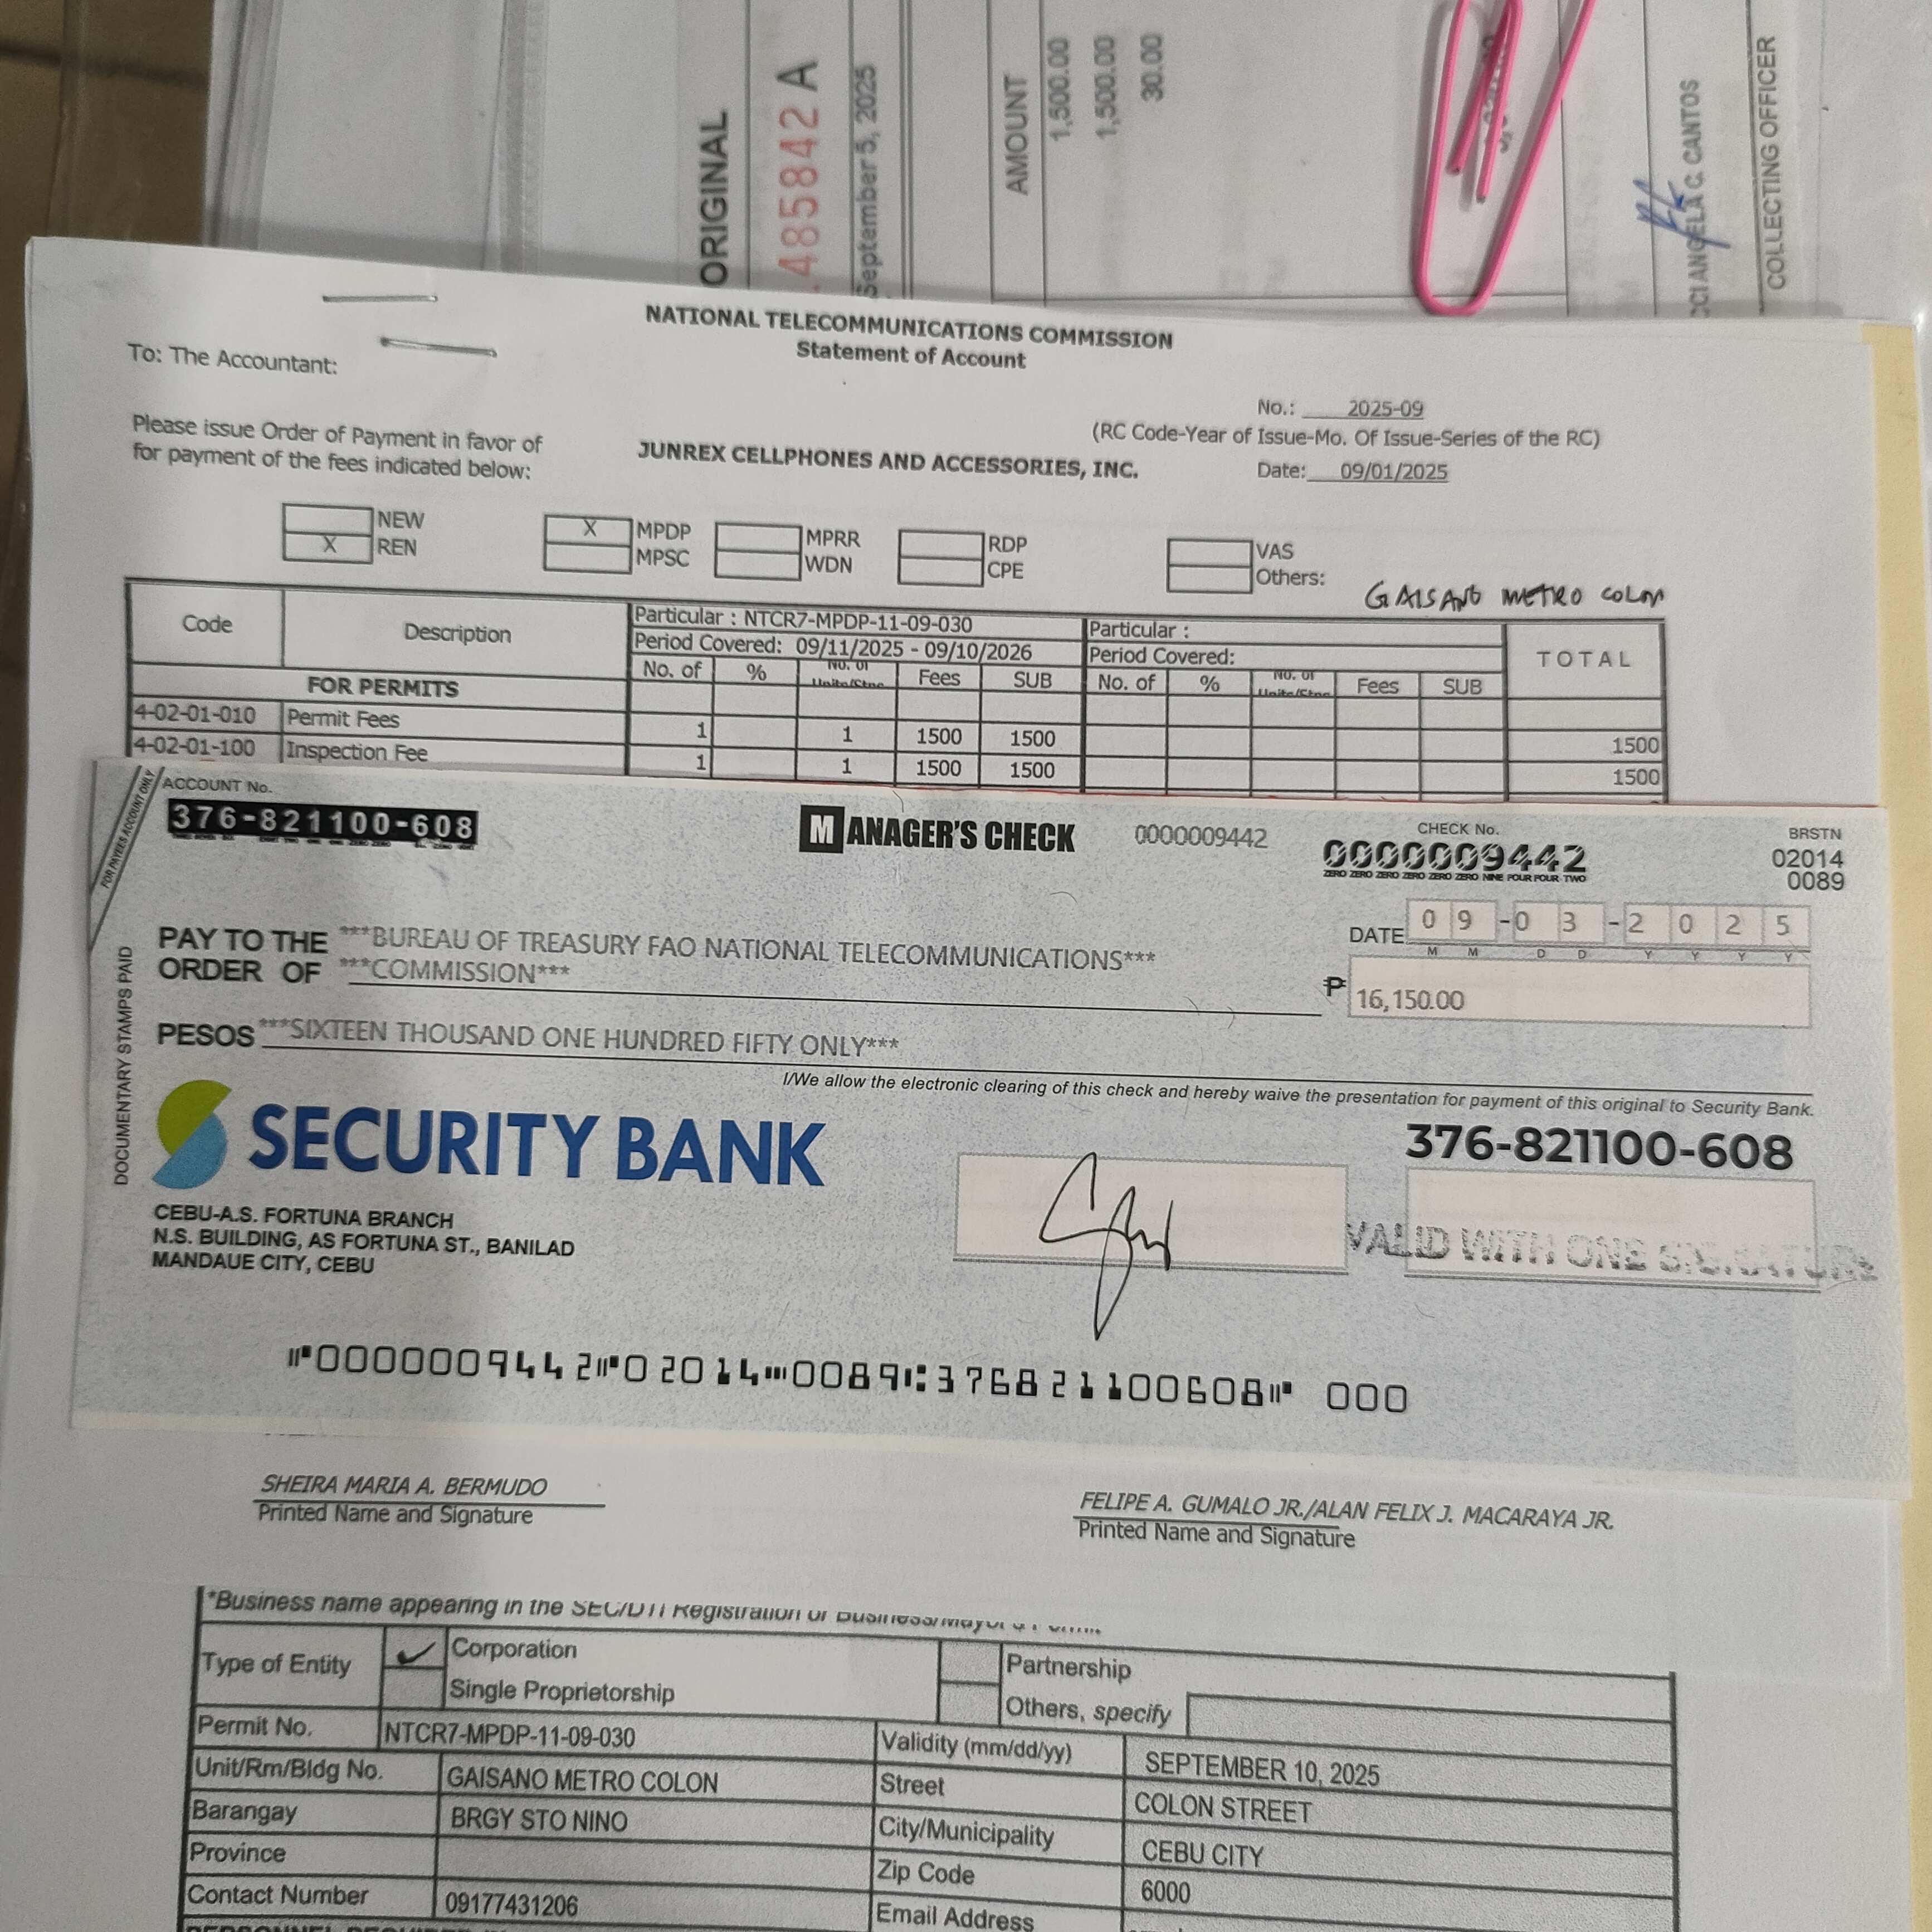 ORIGINAL
485842 A
September 5, 2025
AMOUNT
1,500.00
1,500.00
30.00
ANGELA C. CANTOS
COLLECTING OFFICER
NATIONAL TELECOMMUNICATIONS COMMISSION
Statement of Account
To: The Accountant:
No.: 2025-09
(RC Code-Year of Issue-Mo. Of Issue-Series of the RC)
Please issue Order of Payment in favor of
for payment of the fees indicated below:
JUNREX CELLPHONES AND ACCESSORIES, INC.
Date: 09/01/2025
NEW X MPDP MPRR RDP VAS
X REN MPSC WDN CPE Others:
GAISANO METRO COLON
Code Description Particular : NTCR7-MPDP-11-09-030 Particular : TOTAL
Period Covered: 09/11/2025 - 09/10/2026 Period Covered:
No. of % No. of Units/Stns Fees SUB No. of % No. of Units/Stns Fees SUB
FOR PERMITS
4-02-01-010 Permit Fees 1 1 1500 1500 1500
4-02-01-100 Inspection Fee 1 1 1500 1500 1500
FOR PAYEES ACCOUNT ONLY
ACCOUNT No.
376-821100-608
MANAGER'S CHECK
0000009442
CHECK No.
0000009442
ZERO ZERO ZERO ZERO ZERO ZERO NINE FOUR FOUR TWO
BRSTN
02014
0089
DATE 09-03-2025
M M D D Y Y Y Y
PAY TO THE ***BUREAU OF TREASURY FAO NATIONAL TELECOMMUNICATIONS***
ORDER OF ***COMMISSION***
₱ 16,150.00
PESOS ***SIXTEEN THOUSAND ONE HUNDRED FIFTY ONLY***
DOCUMENTARY STAMPS PAID
I/We allow the electronic clearing of this check and hereby waive the presentation for payment of this original to Security Bank.
SECURITY BANK
376-821100-608
CEBU-A.S. FORTUNA BRANCH
N.S. BUILDING, AS FORTUNA ST., BANILAD
MANDAUE CITY, CEBU
VALID WITH ONE SIGNATURE
⑈0000009442⑈02014⑉0089⑆376821100608⑈ 000
SHEIRA MARIA A. BERMUDO
Printed Name and Signature
FELIPE A. GUMALO JR./ALAN FELIX J. MACARAYA JR.
Printed Name and Signature
*Business name appearing in the SEC/DTI Registration or Business/Mayor's Permit
Type of Entity ✓ Corporation Partnership
Single Proprietorship Others, specify
Permit No. NTCR7-MPDP-11-09-030 Validity (mm/dd/yy) SEPTEMBER 10, 2025
Unit/Rm/Bldg No. GAISANO METRO COLON Street COLON STREET
Barangay BRGY STO NINO City/Municipality CEBU CITY
Province Zip Code 6000
Contact Number 09177431206 Email Address